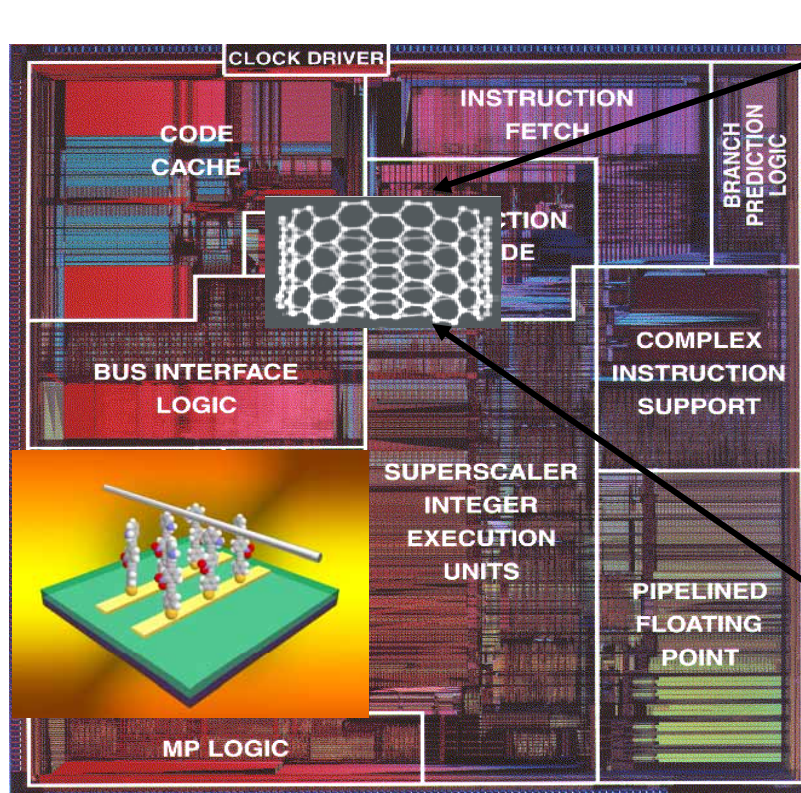 CLOCK DRIVER
CODE
CACHE
INSTRUCTION
FETCH
BRANCH
PREDICTION
LOGIC
CTION
DE
BUS INTERFACE
LOGIC
COMPLEX
INSTRUCTION
SUPPORT
SUPERSCALER
INTEGER
EXECUTION
UNITS
PIPELINED
FLOATING
POINT
MP LOGIC